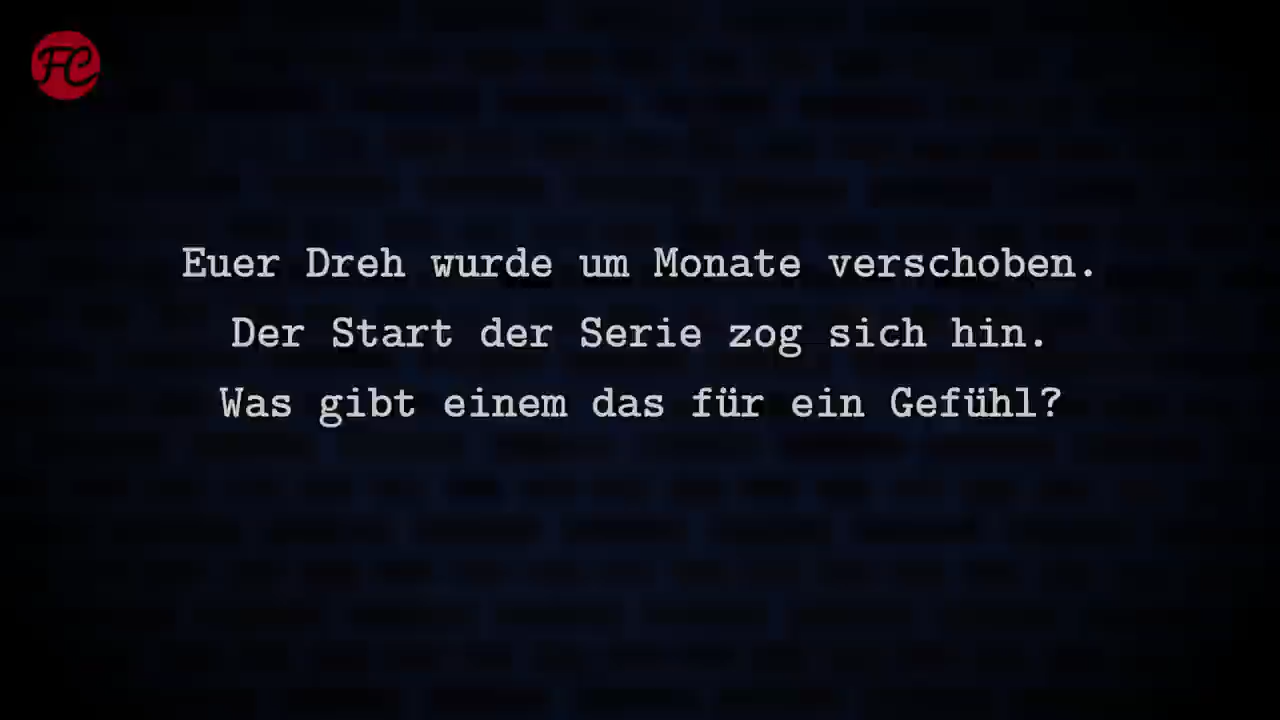 FC
Euer Dreh wurde um Monate verschoben.
Der Start der Serie zog sich hin.
Was gibt einem das für ein Gefühl?